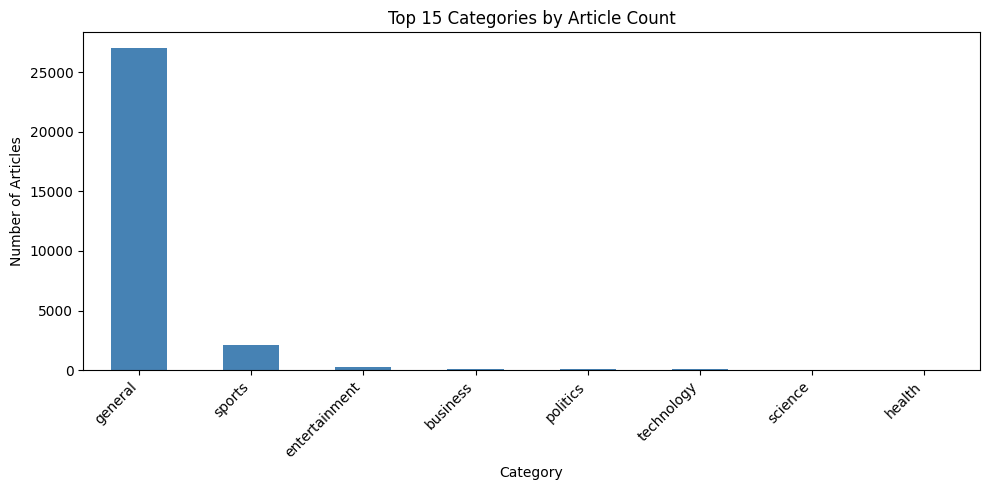 Top 15 Categories by Article Count
Number of Articles
25000
20000
15000
10000
5000
0
general
sports
entertainment
business
politics
technology
science
health
Category